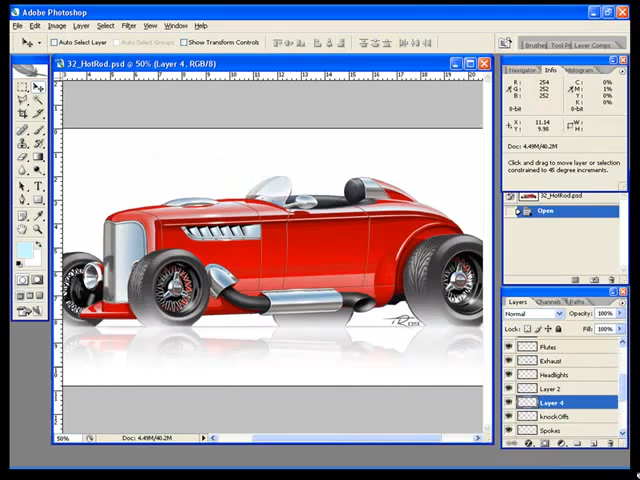 Adobe Photoshop
File Edit Image Layer Select Filter View Window Help
Auto Select Layer Auto Select Groups Show Transform Controls
Brushes Tool Pr Layer Comps
32_HotRod.psd @ 50% (Layer 4, RGB/8)
Navigator Info Histogram
R: 252 C: 0%
G: 254 M: 1%
B: 252 Y: 0%
K: 0%
8-bit 8-bit
X: 11.14 W:
Y: 9.98 H:
Doc: 4.49M/40.2M
Click and drag to move layer or selection
constrained to 45 degree increments.
32_HotRod.psd
Open
Layers Channels Paths
Normal Opacity: 100%
Lock: Fill: 100%
Flutes
Exhaust
Headlights
Layer 2
Layer 4
knockOffs
Spokes
50% Doc: 4.49M/40.2M